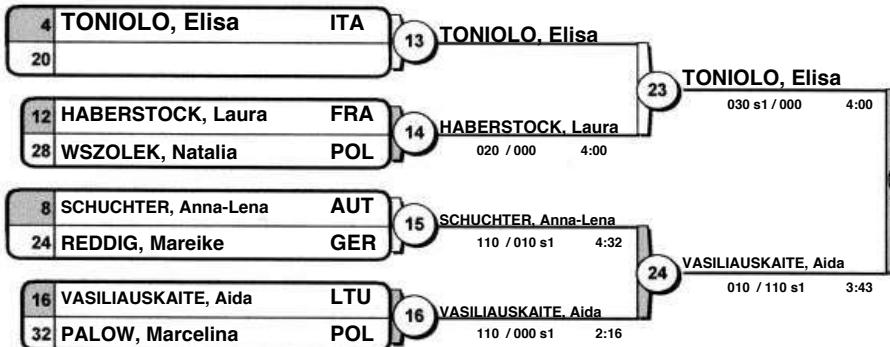 4 TONIOLO, Elisa ITA
20
13 TONIOLO, Elisa
12 HABERSTOCK, Laura FRA
28 WSZOLEK, Natalia POL
14 HABERSTOCK, Laura
020 / 000 4:00
23 TONIOLO, Elisa
030 s1 / 000 4:00
8 SCHUCHTER, Anna-Lena AUT
24 REDDIG, Mareike GER
15 SCHUCHTER, Anna-Lena
110 / 010 s1 4:32
16 VASILIAUSKAITE, Aida LTU
32 PALOW, Marcelina POL
16 VASILIAUSKAITE, Aida
110 / 000 s1 2:16
24 VASILIAUSKAITE, Aida
010 / 110 s1 3:43